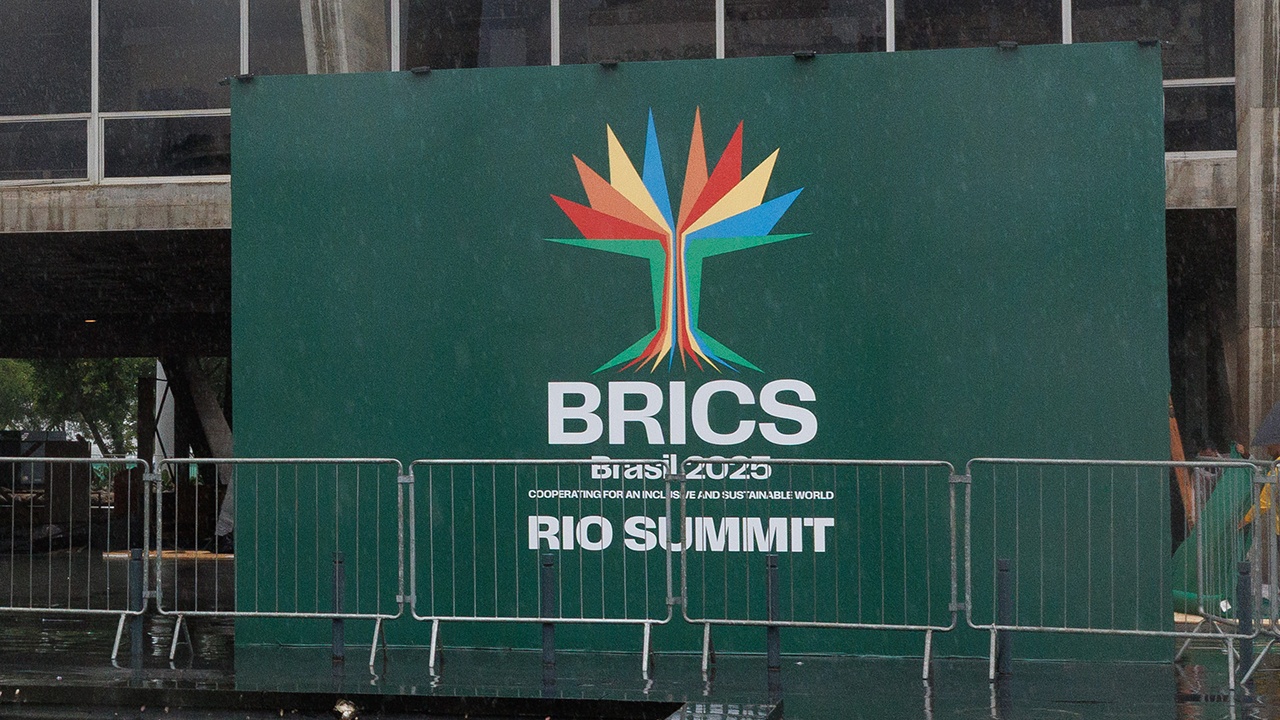 BRICS
Brasil 2025
COOPERATING FOR AN INCLUSIVE AND SUSTAINABLE WORLD
RIO SUMMIT